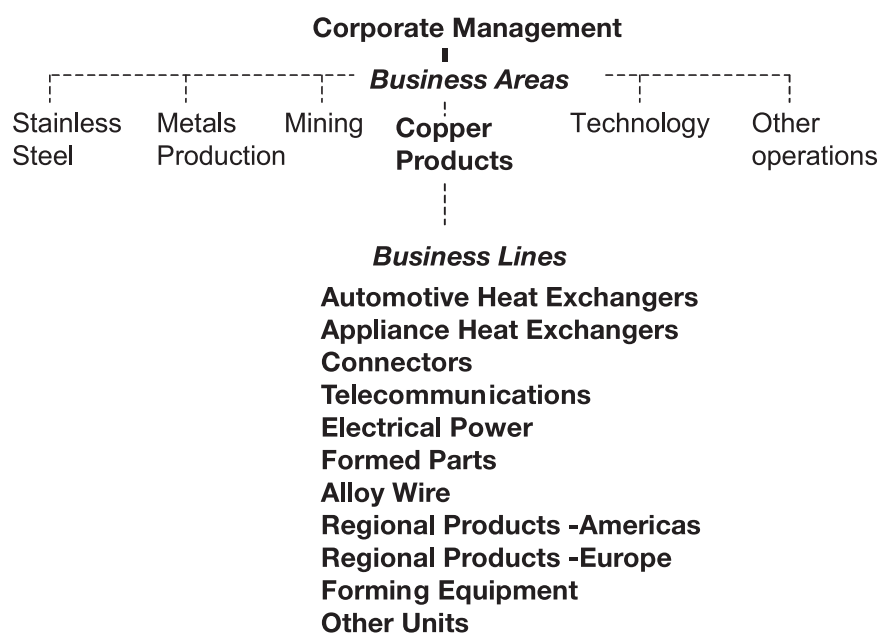 Corporate Management
Business Areas
Stainless Steel
Metals Production
Mining
Copper Products
Technology
Other operations
Business Lines
Automotive Heat Exchangers
Appliance Heat Exchangers
Connectors
Telecommunications
Electrical Power
Formed Parts
Alloy Wire
Regional Products -Americas
Regional Products -Europe
Forming Equipment
Other Units